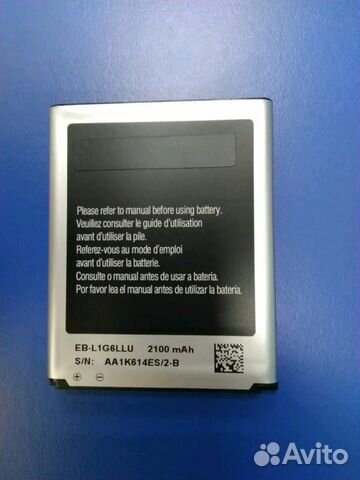 Please refer to manual before using battery.
Veuillez consulter le guide d'utilisation
avant d'utiliser la pile.
Referez-vous au mode d'emploi
avant d'utiliser la batterie.
Consulte o manual antes de usar a bateria.
Por favor lea el manual antes de utilizar la batería.
EB-L1G6LLU 2100 mAh
S/N: AA1K614ES/2-B
Avito